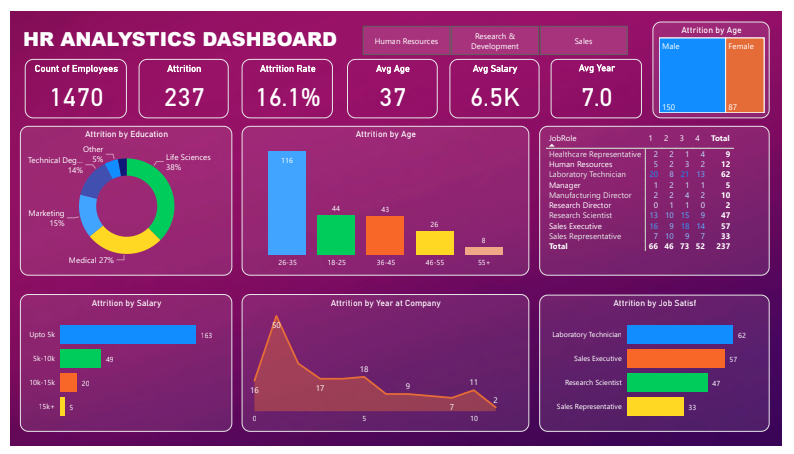 HR ANALYSTICS DASHBOARD
Human Resources
Research &
Development
Sales
Count of Employees
1470
Attrition
237
Attrition Rate
16.1%
Avg Age
37
Avg Salary
6.5K
Avg Year
7.0
Attrition by Age
Male
Female
150
87
Attrition by Education
Other
5%
Life Sciences
38%
Technical Deg...
14%
Marketing
15%
Medical 27%
Attrition by Age
116
44
43
26
8
26-35 18-25 36-45 46-55 55+
JobRole 1 2 3 4 Total
Healthcare Representative 2 2 1 4 9
Human Resources 5 2 3 2 12
Laboratory Technician 20 8 21 13 62
Manager 1 2 1 1 5
Manufacturing Director 2 2 4 2 10
Research Director 0 1 1 0 2
Research Scientist 13 10 15 9 47
Sales Executive 16 9 18 14 57
Sales Representative 7 10 9 7 33
Total 66 46 73 52 237
Attrition by Salary
Upto 5k 163
5k-10k 49
10k-15k 20
15k+ 5
Attrition by Year at Company
50
16
17
18
9
7
11
2
0 5 10
Attrition by Job Satisf
Laboratory Technician 62
Sales Executive 57
Research Scientist 47
Sales Representative 33